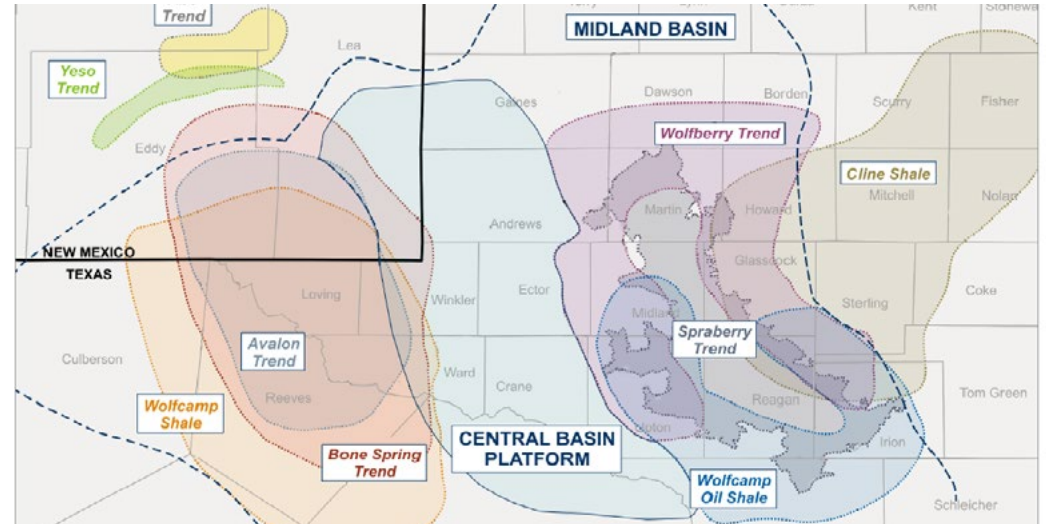 Trend
Kent
MIDLAND BASIN
Lea
Yeso
Trend
Gaines
Dawson
Borden
Scurry
Fisher
Wolfberry Trend
Eddy
Cline Shale
Mitchell
Nolan
Martin
Howard
Andrews
NEW MEXICO
TEXAS
Glasscock
Loving
Winkler
Ector
Coke
Sterling
Midland
Spraberry
Trend
Avalon
Trend
Culberson
Ward
Crane
Tom Green
Reeves
Reagan
Wolfcamp
Shale
Upton
Irion
CENTRAL BASIN
PLATFORM
Bone Spring
Trend
Wolfcamp
Oil Shale
Schleicher